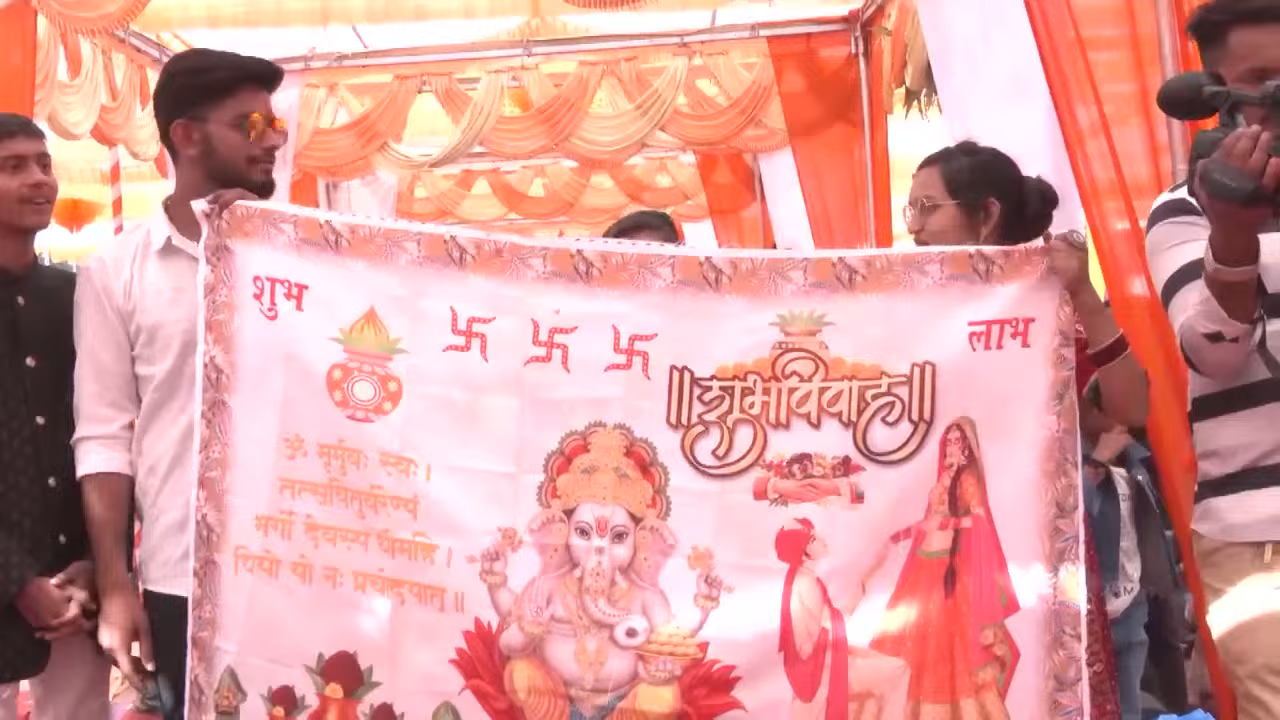 शुभ
लाभ
॥शुभविवाह॥
ॐ भूर्भुवः स्वः।
तत्सवितुर्वरेण्यं
भर्गो देवस्य धीमहि।
धियो यो नः प्रचोदयात्॥